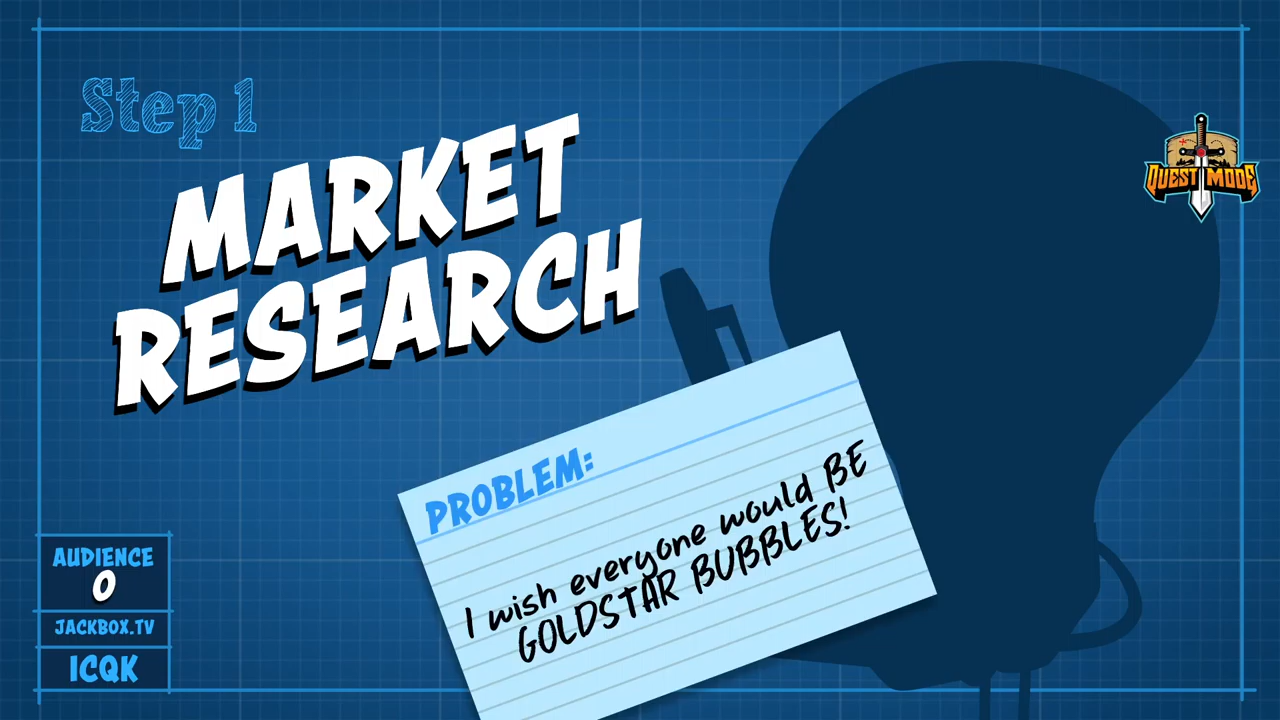 Step 1
MARKET
RESEARCH
QUEST MODE
PROBLEM:
I wish everyone would BE
GOLDSTAR BUBBLES!
AUDIENCE
0
JACKBOX.TV
ICQK